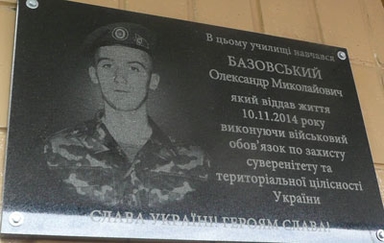 В цьому училищі навчався
БАЗОВСЬКИЙ
Олександр Миколайович
який віддав життя
10.11.2014 року
виконуючи військовий
обов'язок по захисту
суверенітету та
територіальної цілісності
України
СЛАВА УКРАЇНІ! ГЕРОЯМ СЛАВА!